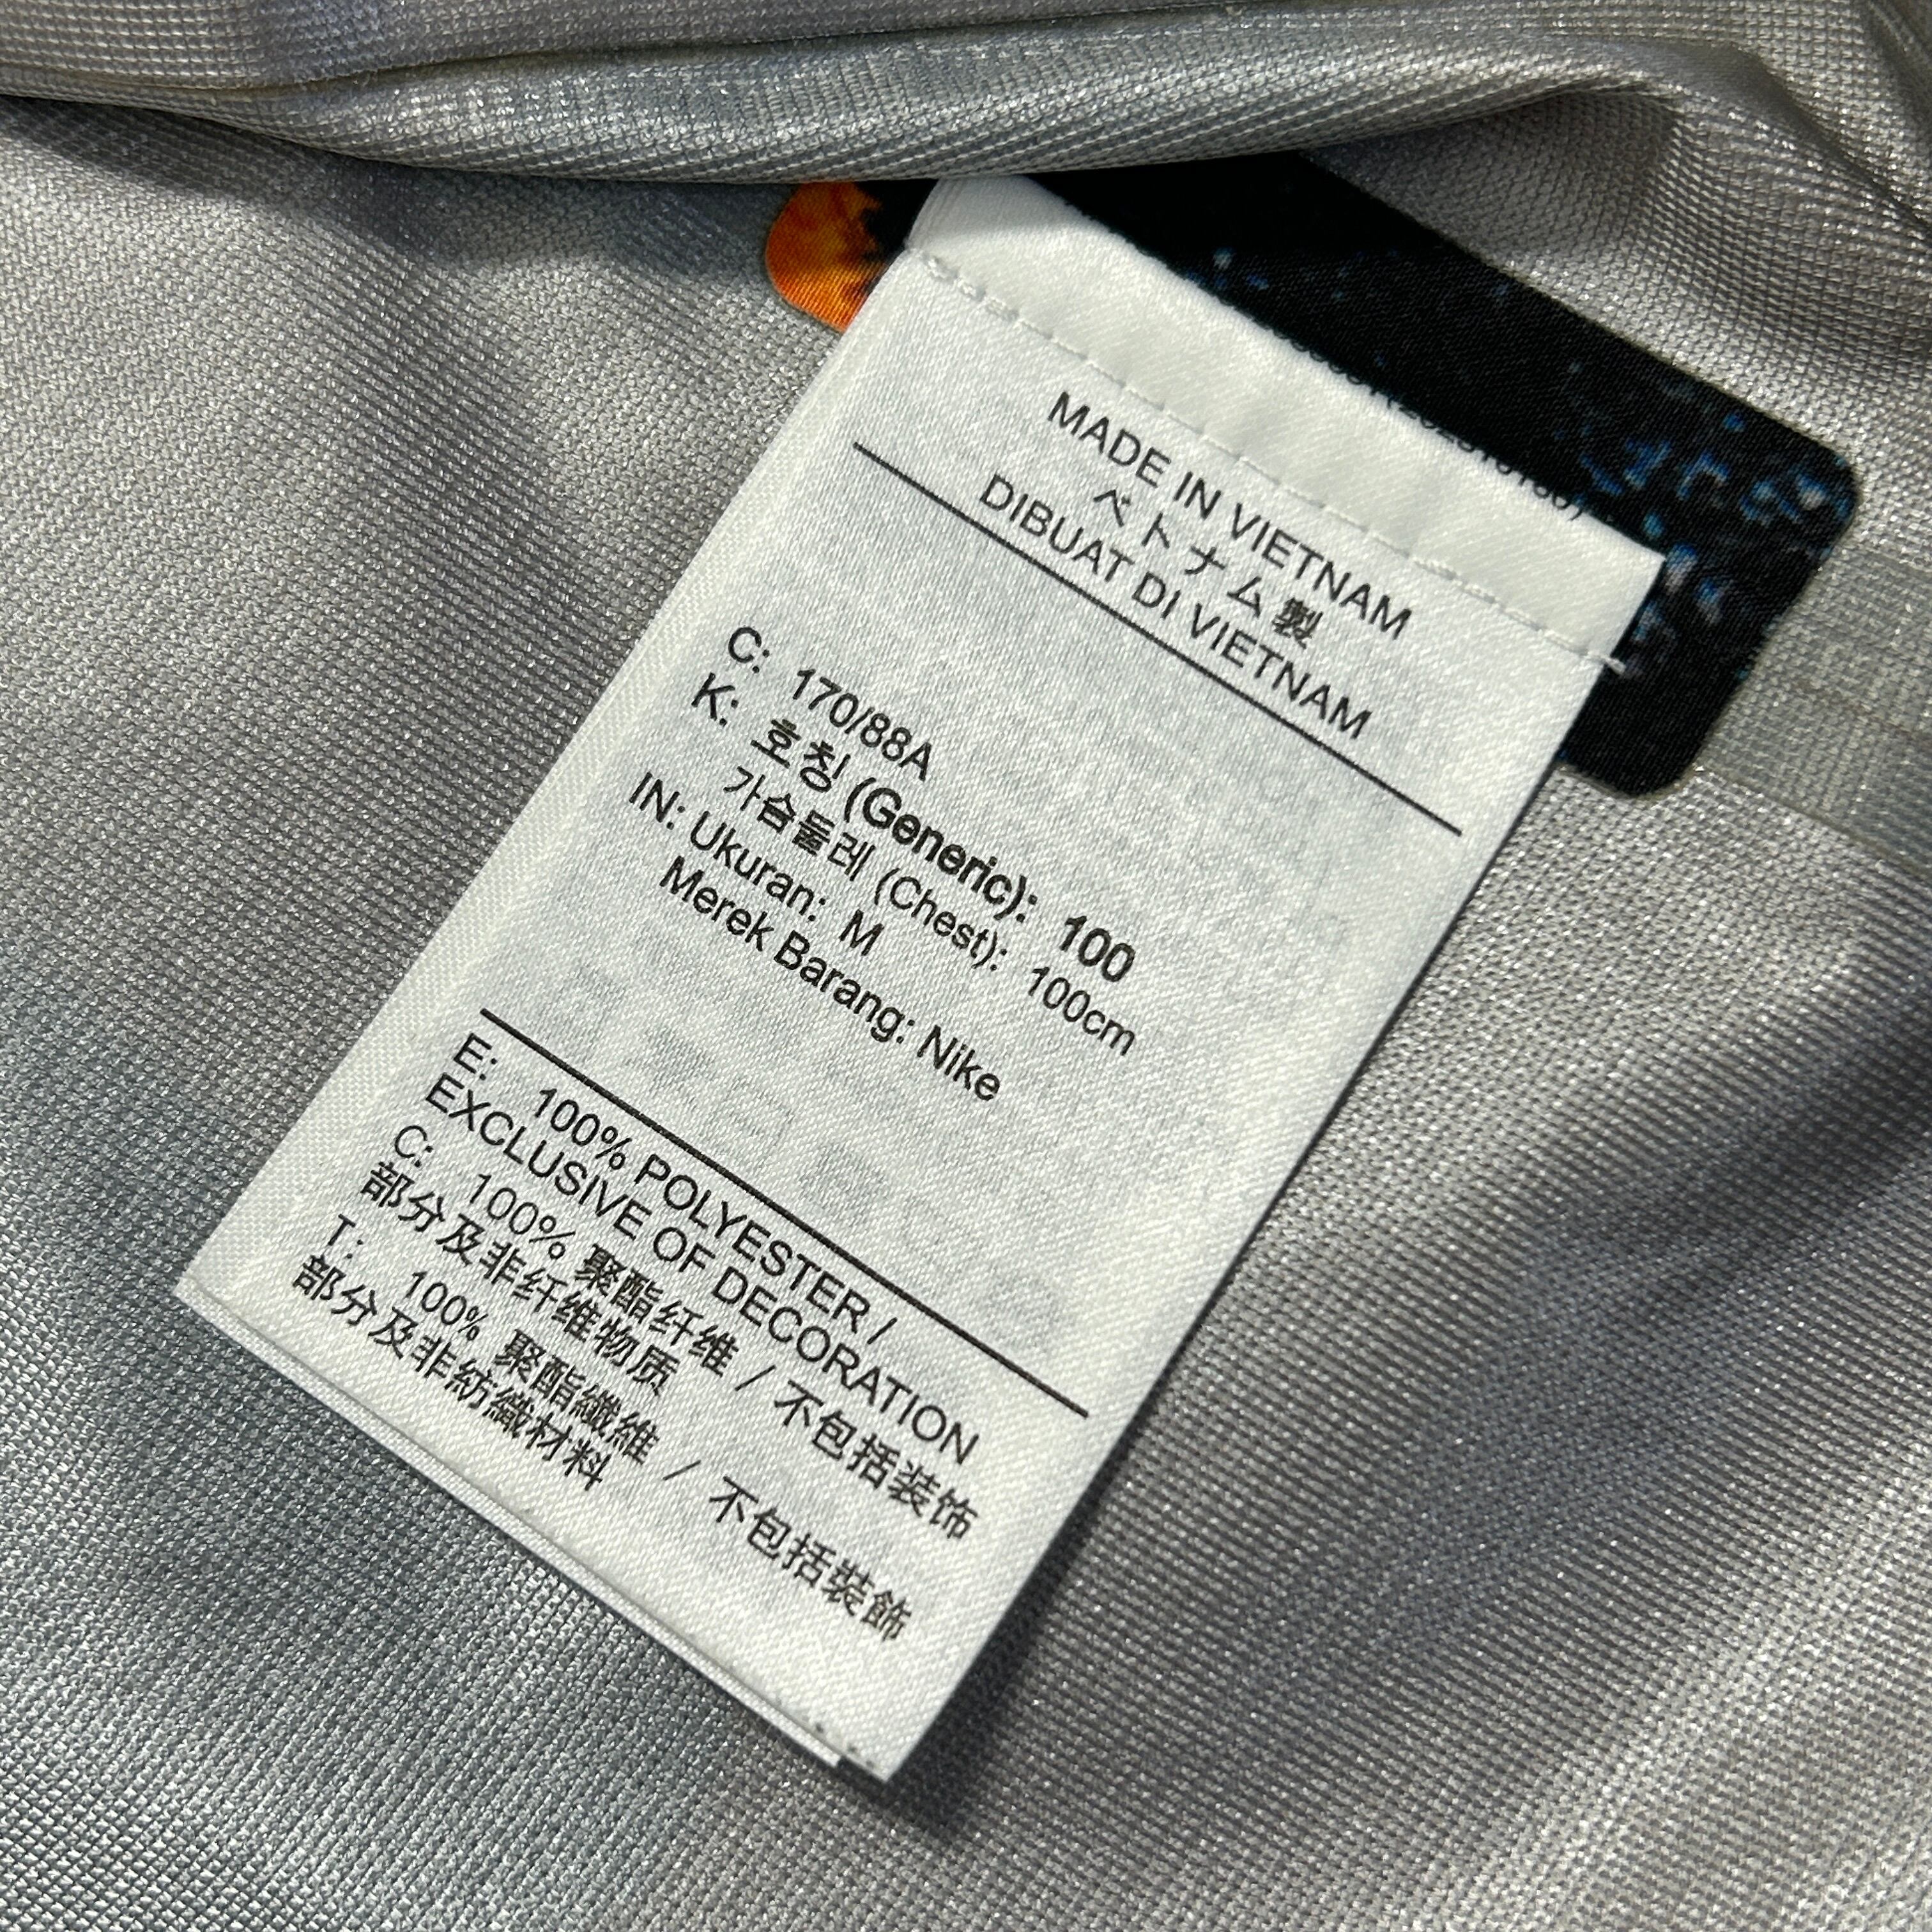 MADE IN VIETNAM
ベトナム製
DIBUAT DI VIETNAM
C: 170/88A
K: 호칭 (Generic): 100
가슴둘레 (Chest): 100cm
IN: Ukuran: M
Merek Barang: Nike
E: 100% POLYESTER /
EXCLUSIVE OF DECORATION
C: 100% 聚酯纤维 / 不包括装饰
部分及非纤维物质
T: 100% 聚酯纖維 / 不包括裝飾
部分及非紡織材料